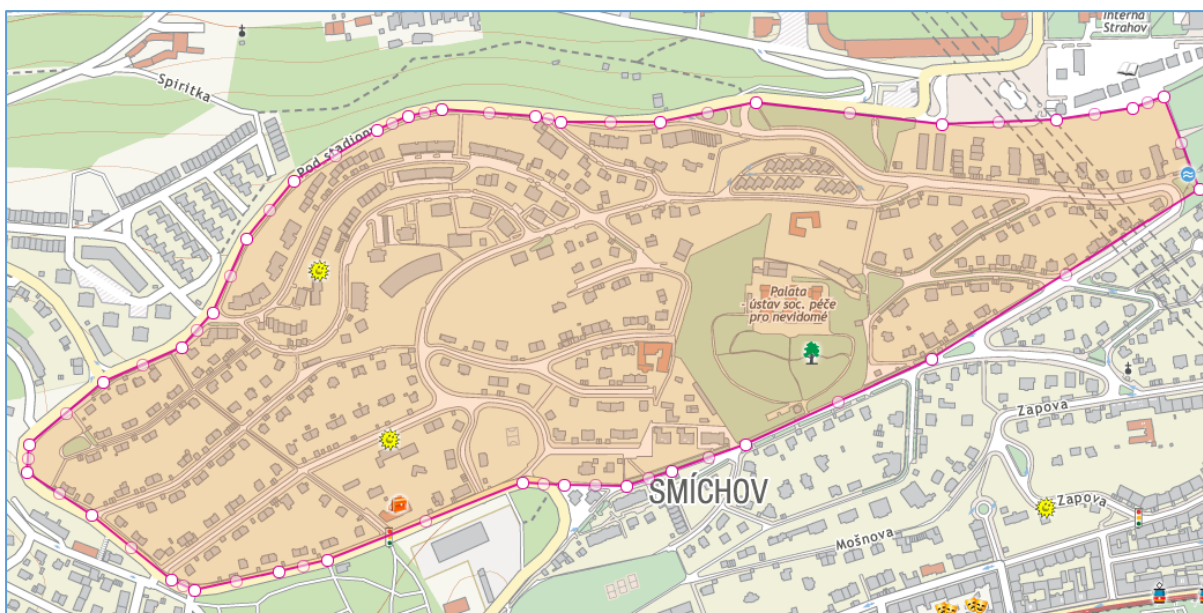 Interna
Strahov
Spiritka
Pod stadiony
Palata
- ústav soc. péče
pro nevidomé
Zapova
SMÍCHOV
Zapova
Mošnova